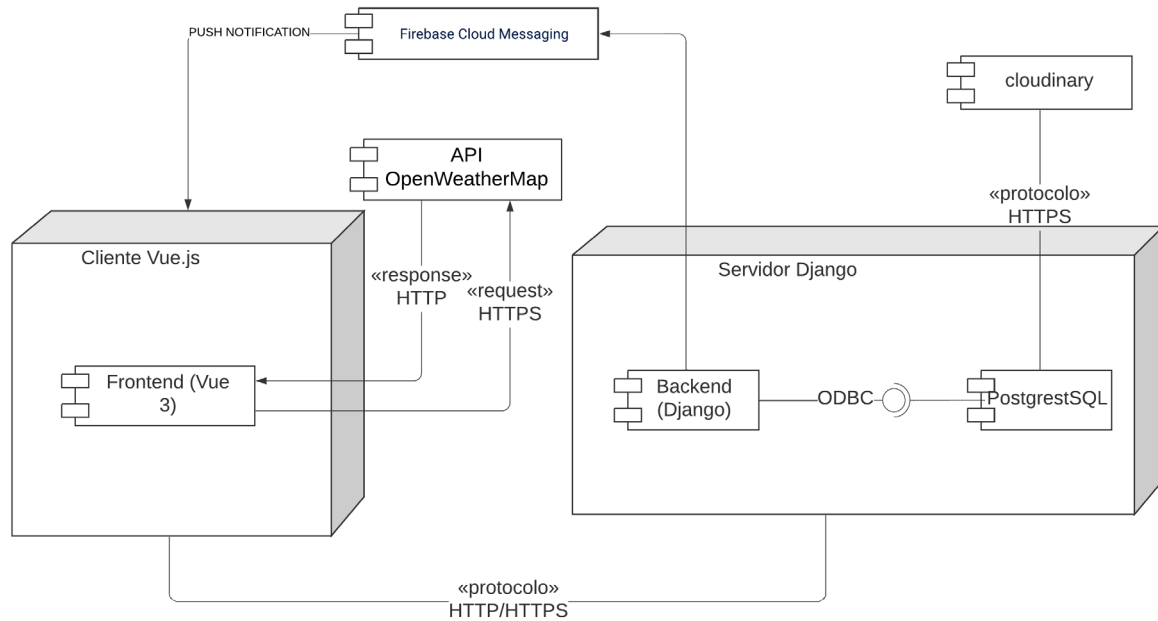 PUSH NOTIFICATION
Firebase Cloud Messaging
cloudinary
API
OpenWeatherMap
«protocolo»
HTTPS
Cliente Vue.js
Servidor Django
«response»
HTTP
«request»
HTTPS
Frontend (Vue
3)
Backend
(Django)
ODBC
PostgrestSQL
«protocolo»
HTTP/HTTPS